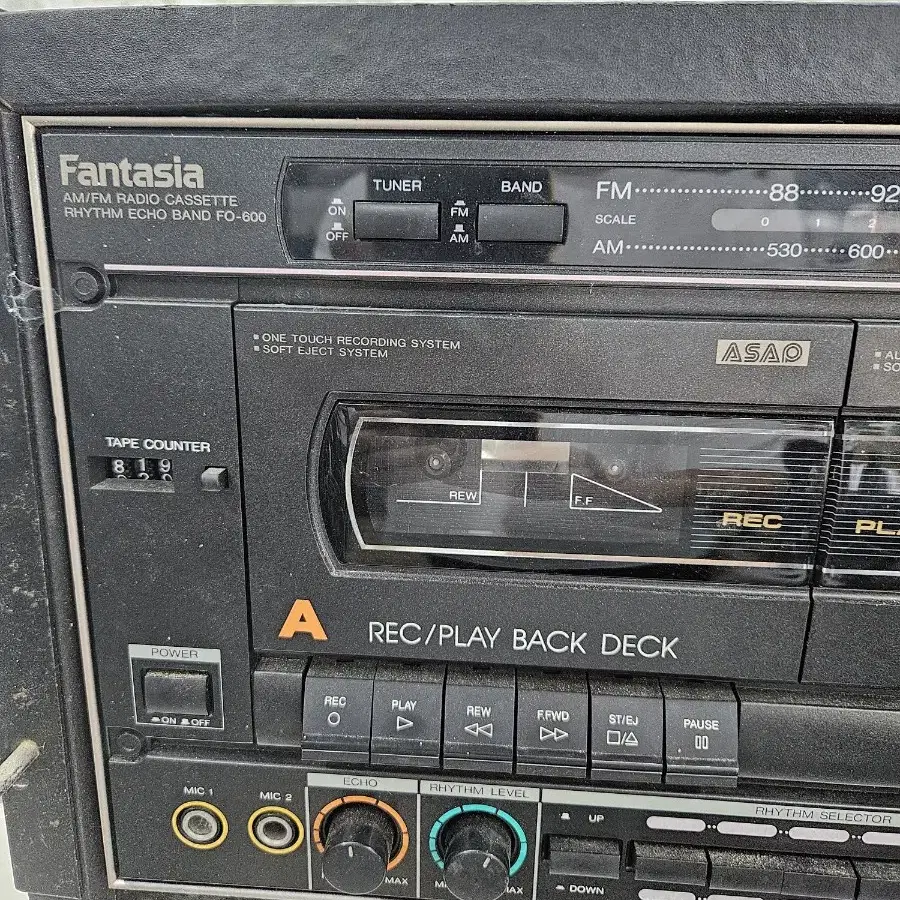 Fantasia
AM/FM RADIO CASSETTE
RHYTHM ECHO BAND FO-600
TUNER
ON
OFF
BAND
FM
AM
FM 88 92
SCALE 0 1 2
AM 530 600
ONE TOUCH RECORDING SYSTEM
SOFT EJECT SYSTEM
ASAO
TAPE COUNTER
819
REW
F.F
REC
A
REC/PLAY BACK DECK
POWER
ON OFF
REC
PLAY
REW
F.FWD
ST/EJ
PAUSE
MIC 1
MIC 2
ECHO
MAX
RHYTHM LEVEL
RHYTHM SELECTOR
UP
DOWN